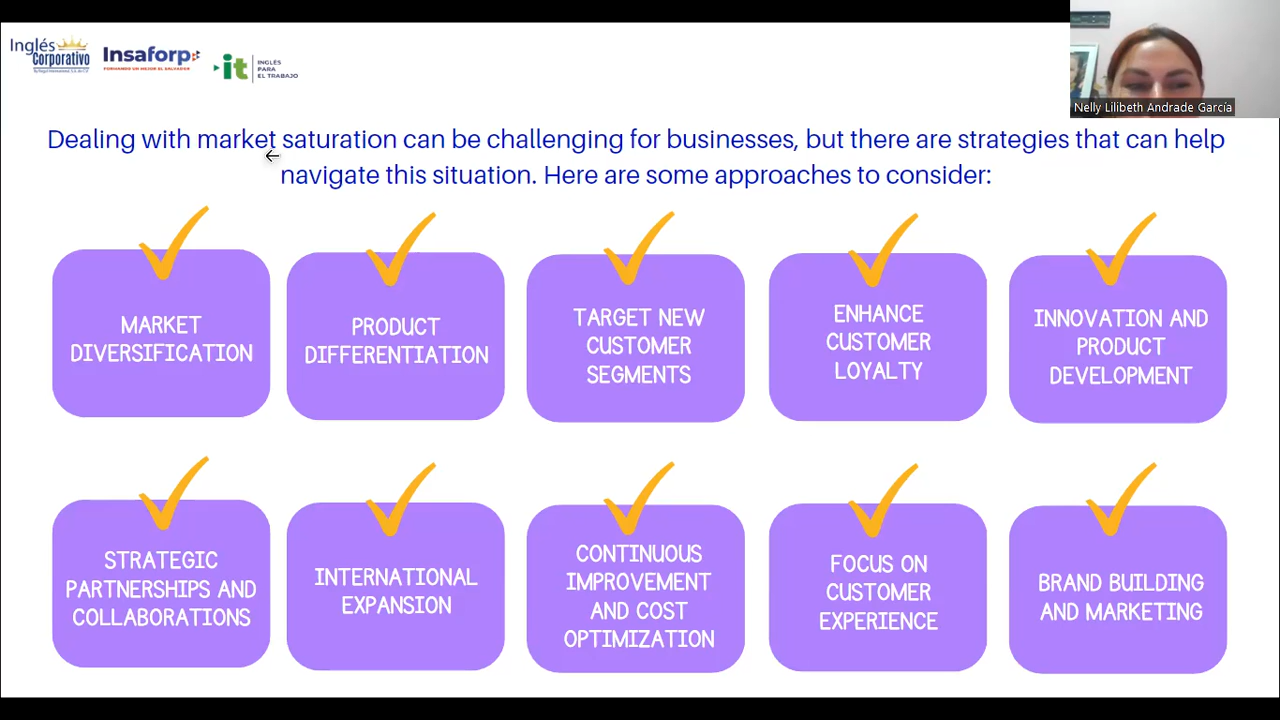 Inglés
Corporativo
Insaforp
FORMANDO UN MEJOR EL SALVADOR
it
INGLÉS
PARA
EL TRABAJO
Nelly Lilibeth Andrade García
Dealing with market saturation can be challenging for businesses, but there are strategies that can help
navigate this situation. Here are some approaches to consider:
MARKET
DIVERSIFICATION
PRODUCT
DIFFERENTIATION
TARGET NEW
CUSTOMER
SEGMENTS
ENHANCE
CUSTOMER
LOYALTY
INNOVATION AND
PRODUCT
DEVELOPMENT
STRATEGIC
PARTNERSHIPS AND
COLLABORATIONS
INTERNATIONAL
EXPANSION
CONTINUOUS
IMPROVEMENT
AND COST
OPTIMIZATION
FOCUS ON
CUSTOMER
EXPERIENCE
BRAND BUILDING
AND MARKETING